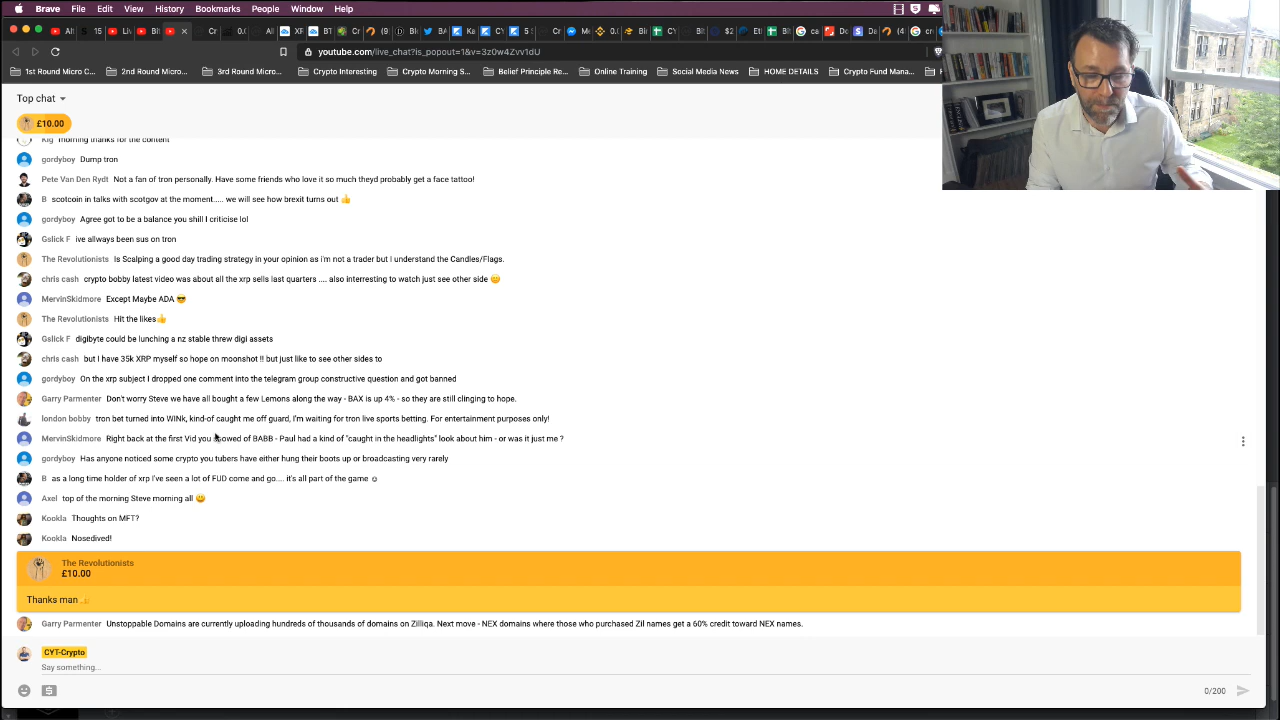 Brave File Edit View History Bookmarks People Window Help
youtube.com/live_chat?is_popout=1&v=3z0w4Zvv1dU
1st Round Micro C... 2nd Round Micro... 3rd Round Micro... Crypto Interesting Crypto Morning S... Belief Principle Re... Online Training Social Media News HOME DETAILS Crypto Fund Mana...
Top chat
£10.00
Kig morning thanks for the content
gordyboy Dump tron
Pete Van Den Rydt Not a fan of tron personally. Have some friends who love it so much theyd probably get a face tattoo!
B scotcoin in talks with scotgov at the moment..... we will see how brexit turns out 👍
gordyboy Agree got to be a balance you shill I criticise lol
Gslick F ive allways been sus on tron
The Revolutionists Is Scalping a good day trading strategy in your opinion as i'm not a trader but I understand the Candles/Flags.
chris cash crypto bobby latest video was about all the xrp sells last quarters .... also interresting to watch just see other side 😊
MervinSkidmore Except Maybe ADA 😎
The Revolutionists Hit the likes👍
Gslick F digibyte could be lunching a nz stable threw digi assets
chris cash but I have 35k XRP myself so hope on moonshot !! but just like to see other sides to
gordyboy On the xrp subject I dropped one comment into the telegram group constructive question and got banned
Garry Parmenter Don't worry Steve we have all bought a few Lemons along the way - BAX is up 4% - so they are still clinging to hope.
london bobby tron bet turned into WINk, kind-of caught me off guard, I'm waiting for tron live sports betting. For entertainment purposes only!
MervinSkidmore Right back at the first Vid you showed of BABB - Paul had a kind of "caught in the headlights" look about him - or was it just me ?
gordyboy Has anyone noticed some crypto you tubers have either hung their boots up or broadcasting very rarely
B as a long time holder of xrp I've seen a lot of FUD come and go.... it's all part of the game ☺
Axel top of the morning Steve morning all 😀
Kookla Thoughts on MFT?
Kookla Nosedived!
The Revolutionists
£10.00
Thanks man 👍
Garry Parmenter Unstoppable Domains are currently uploading hundreds of thousands of domains on Zilliqa. Next move - NEX domains where those who purchased Zil names get a 60% credit toward NEX names.
CYT-Crypto
Say something...
0/200